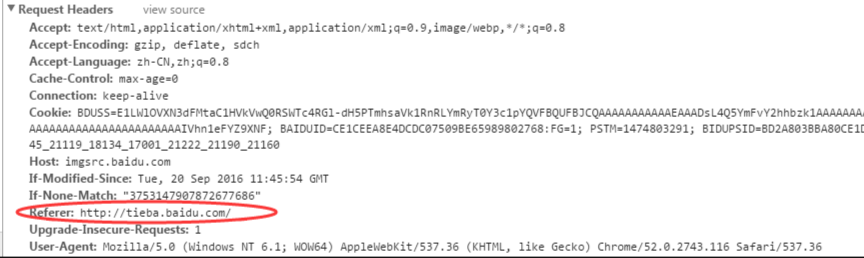 Request Headers view source
Accept: text/html,application/xhtml+xml,application/xml;q=0.9,image/webp,*/*;q=0.8
Accept-Encoding: gzip, deflate, sdch
Accept-Language: zh-CN,zh;q=0.8
Cache-Control: max-age=0
Connection: keep-alive
Cookie: BDUSS=E1LWlOVXN3dFMtaC1HVkVwQ0RSWTc4RGl-dH5PTmhsaVk1RnRLYmRyT0Y3c1pYQVFBQUFBJCQAAAAAAAAAAAEAAADsL4Q5YmFvY2hhbzk1AAAAAAA
AAAAAAAAAAAAAAAAAAAAAAAAIVhn1eFYZ9XNF; BAIDUID=CE1CEEA8E4DCDC07509BE65989802768:FG=1; PSTM=1474803291; BIDUPSID=BD2A803BBA80CE1D
45_21119_18134_17001_21222_21190_21160
Host: imgsrc.baidu.com
If-Modified-Since: Tue, 20 Sep 2016 11:45:54 GMT
If-None-Match: "3753147907872677686"
Referer: http://tieba.baidu.com/
Upgrade-Insecure-Requests: 1
User-Agent: Mozilla/5.0 (Windows NT 6.1; WOW64) AppleWebKit/537.36 (KHTML, like Gecko) Chrome/52.0.2743.116 Safari/537.36